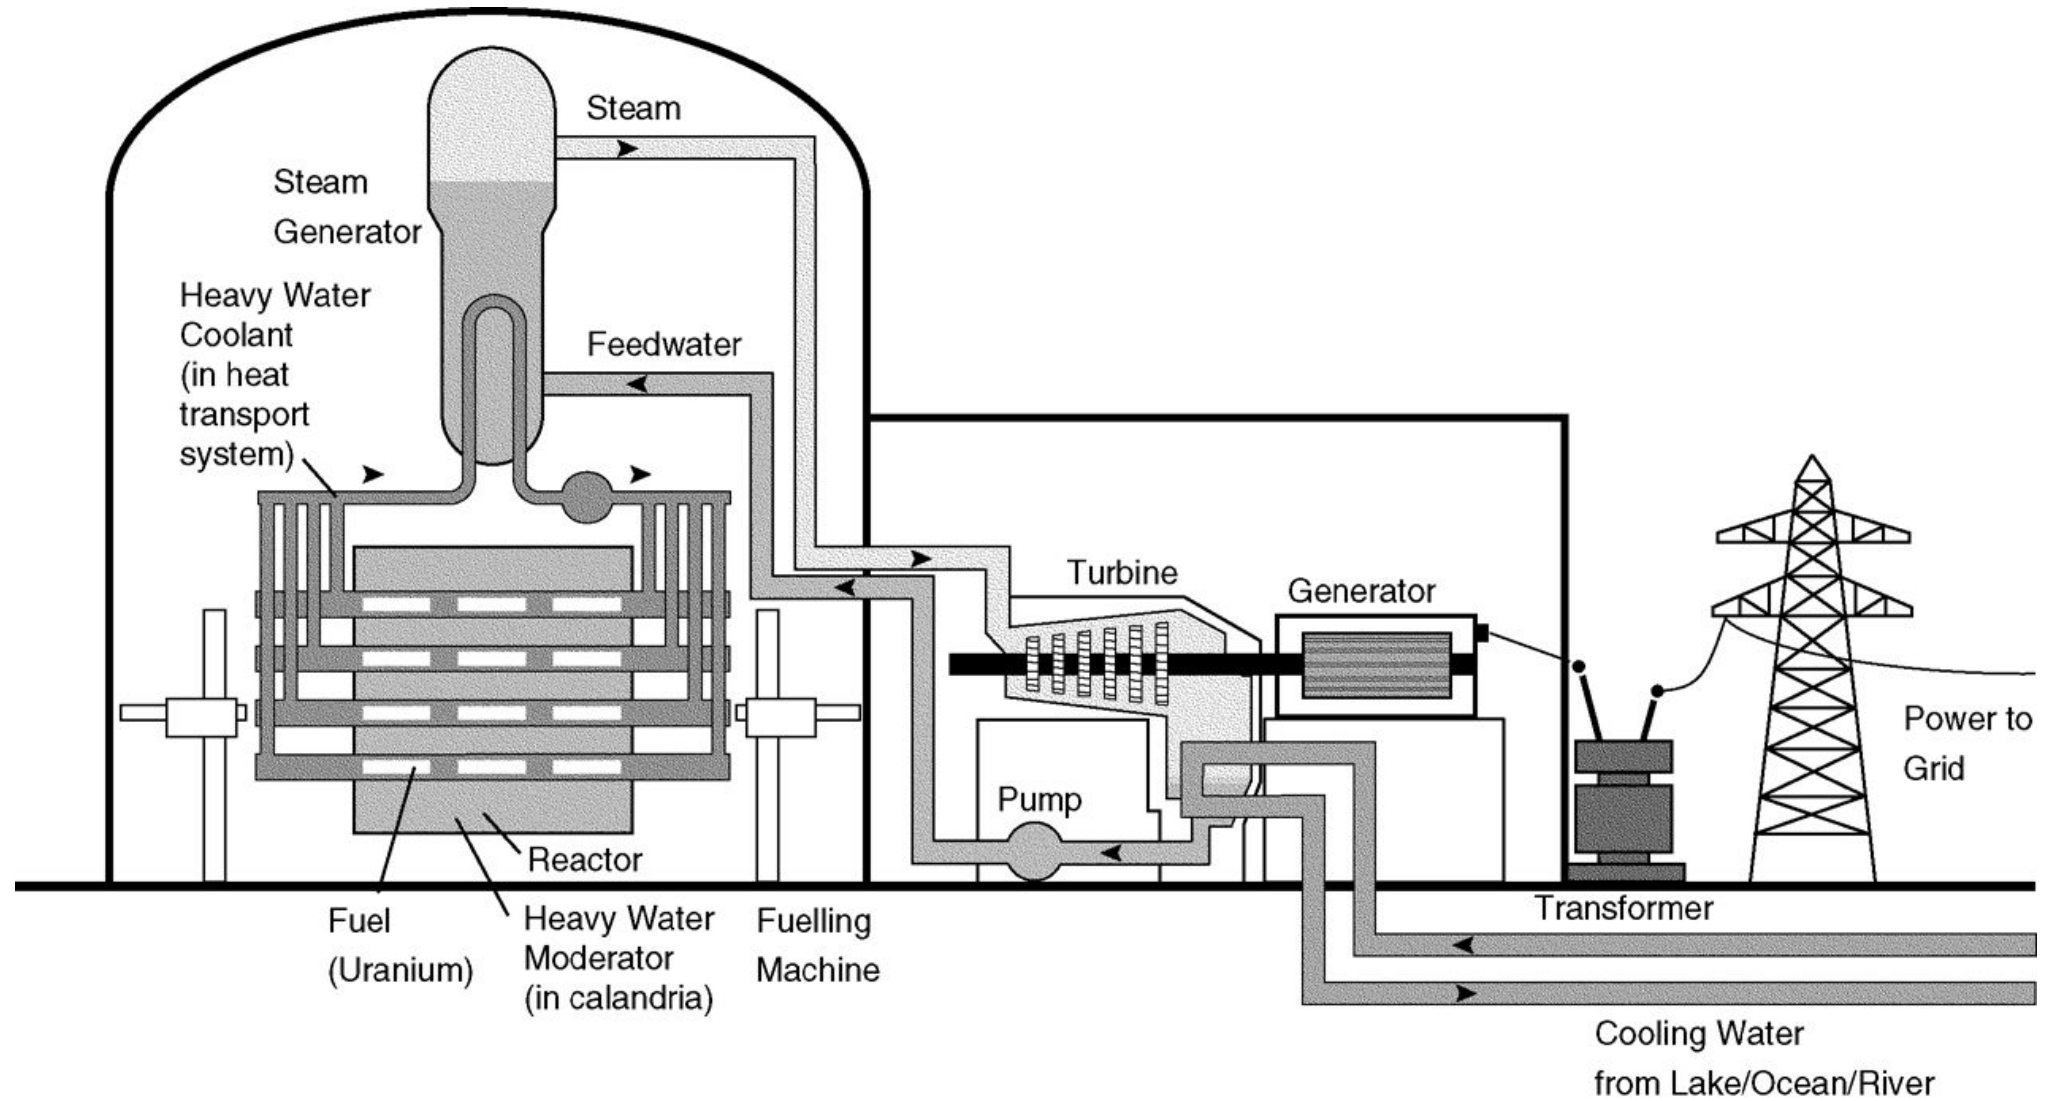 Steam
Steam
Generator
Heavy Water
Coolant
(in heat
transport
system)
Feedwater
Turbine
Generator
Power to
Grid
Pump
Reactor
Fuel
(Uranium)
Heavy Water
Moderator
(in calandria)
Fuelling
Machine
Transformer
Cooling Water
from Lake/Ocean/River